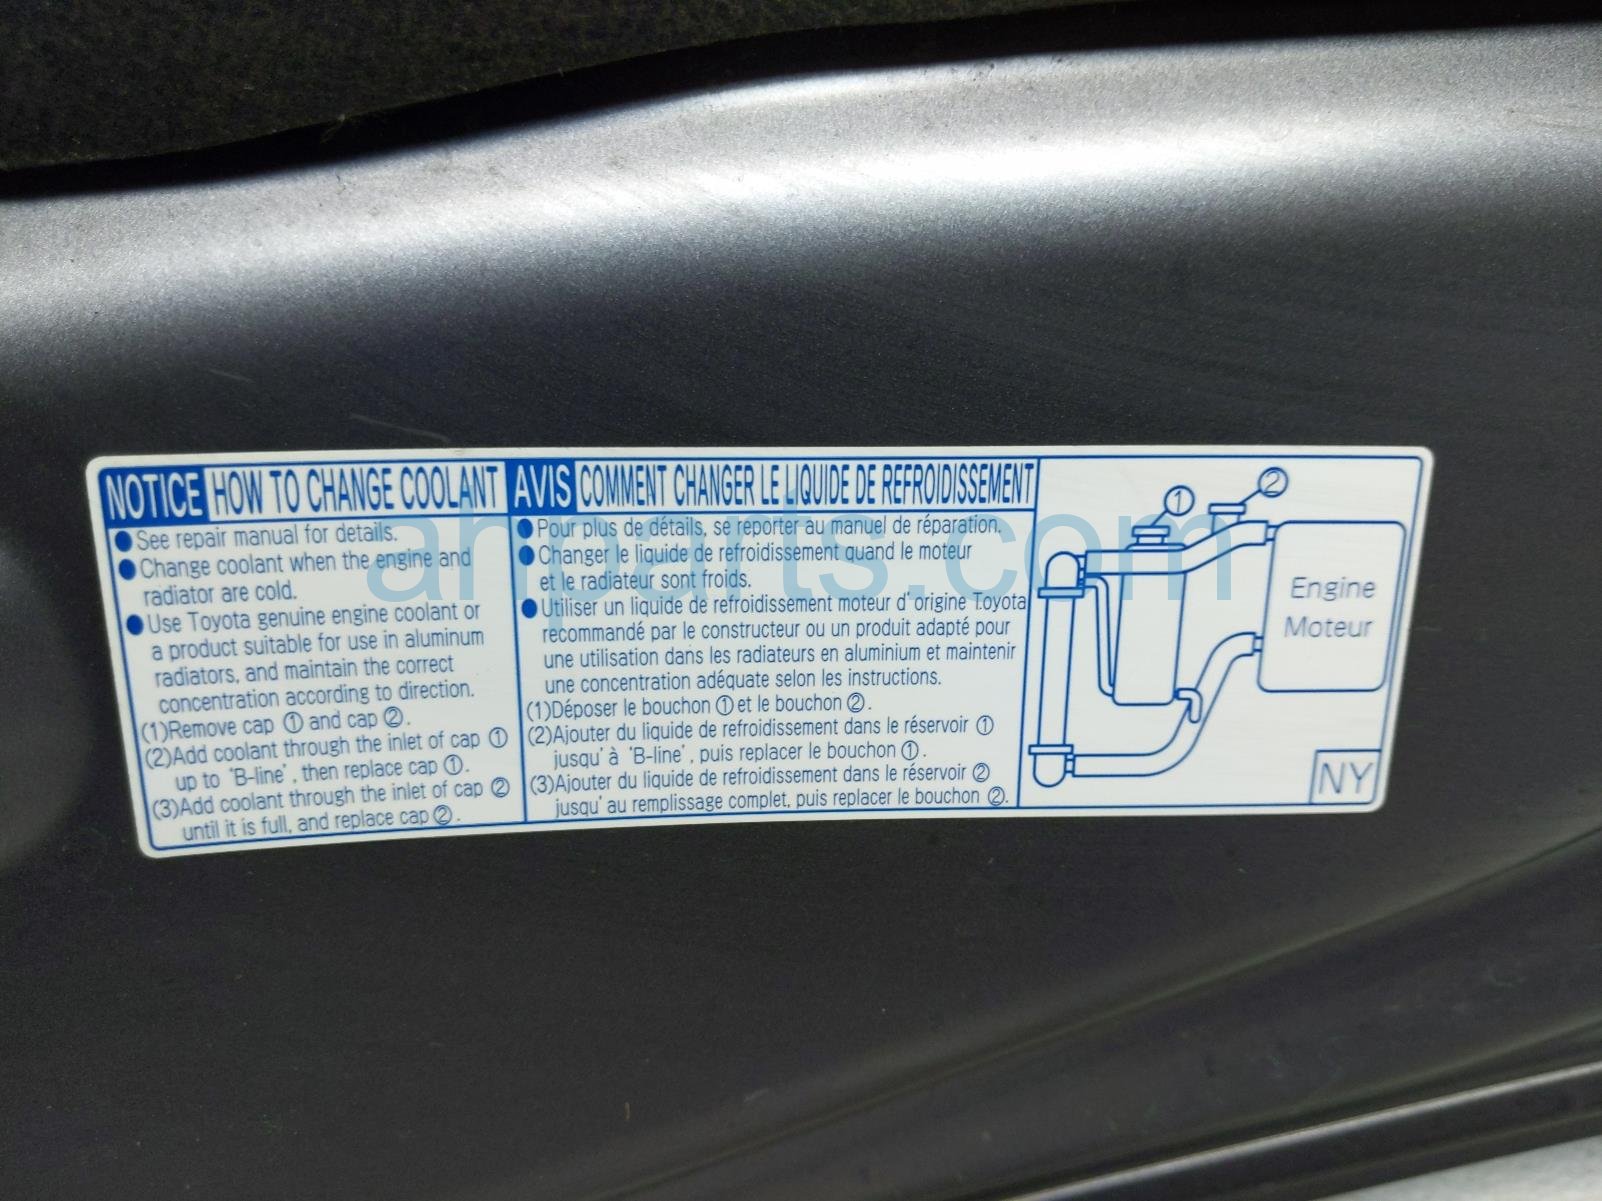 NOTICE HOW TO CHANGE COOLANT
●See repair manual for details.
●Change coolant when the engine and
radiator are cold.
●Use Toyota genuine engine coolant or
a product suitable for use in aluminum
radiators, and maintain the correct
concentration according to direction.
(1)Remove cap ① and cap ②.
(2)Add coolant through the inlet of cap ①
up to "B-line", then replace cap ①.
(3)Add coolant through the inlet of cap ②
until it is full, and replace cap ②.
AVIS COMMENT CHANGER LE LIQUIDE DE REFROIDISSEMENT
●Pour plus de détails, se reporter au manuel de réparation.
●Changer le liquide de refroidissement quand le moteur
et le radiateur sont froids.
●Utiliser un liquide de refroidissement moteur d'origine Toyota
recommandé par le constructeur ou un produit adapté pour
une utilisation dans les radiateurs en aluminium et maintenir
une concentration adéquate selon les instructions.
(1)Déposer le bouchon ① et le bouchon ②.
(2)Ajouter du liquide de refroidissement dans le réservoir ①
jusqu'à "B-line", puis replacer le bouchon ①.
(3)Ajouter du liquide de refroidissement dans le réservoir ②
jusqu'au remplissage complet, puis replacer le bouchon ②.
① ②
Engine
Moteur
NY
ahparts.com